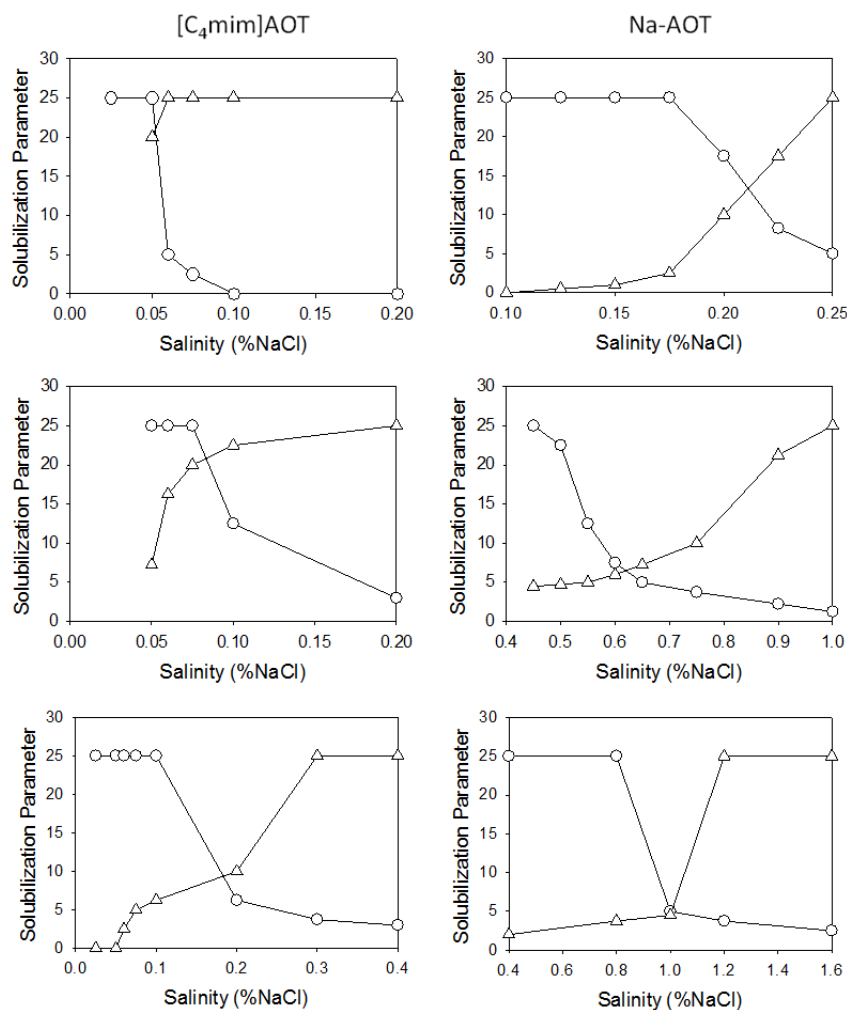 [C₄mim]AOT
Na-AOT
Solubilization Parameter
30
25
20
15
10
5
0
0.00 0.05 0.10 0.15 0.20
Salinity (%NaCl)
Solubilization Parameter
30
25
20
15
10
5
0
0.10 0.15 0.20 0.25
Salinity (%NaCl)
Solubilization Parameter
30
25
20
15
10
5
0
0.00 0.05 0.10 0.15 0.20
Salinity (%NaCl)
Solubilization Parameter
30
25
20
15
10
5
0
0.4 0.5 0.6 0.7 0.8 0.9 1.0
Salinity (%NaCl)
Solubilization Parameter
30
25
20
15
10
5
0
0.0 0.1 0.2 0.3 0.4
Salinity (%NaCl)
Solubilization Parameter
30
25
20
15
10
5
0
0.4 0.6 0.8 1.0 1.2 1.4 1.6
Salinity (%NaCl)